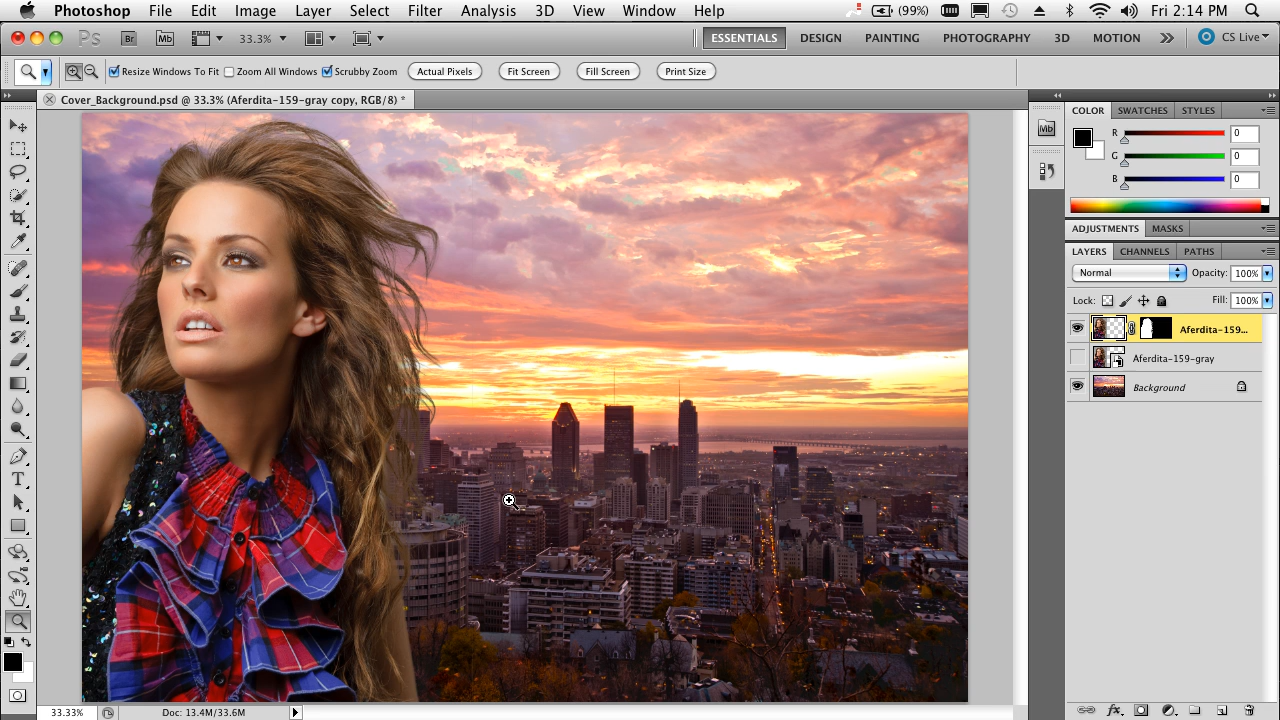 Photoshop File Edit Image Layer Select Filter Analysis 3D View Window Help (99%) Fri 2:14 PM
Ps Br Mb 33.3% ESSENTIALS DESIGN PAINTING PHOTOGRAPHY 3D MOTION CS Live
Resize Windows To Fit Zoom All Windows Scrubby Zoom Actual Pixels Fit Screen Fill Screen Print Size
Cover_Background.psd @ 33.3% (Aferdita-159-gray copy, RGB/8) *
COLOR SWATCHES STYLES
Mb
R 0
G 0
B 0
ADJUSTMENTS MASKS
LAYERS CHANNELS PATHS
Normal Opacity: 100%
Lock: Fill: 100%
Aferdita-159...
Aferdita-159-gray
Background
T
33.33% Doc: 13.4M/33.6M
fx